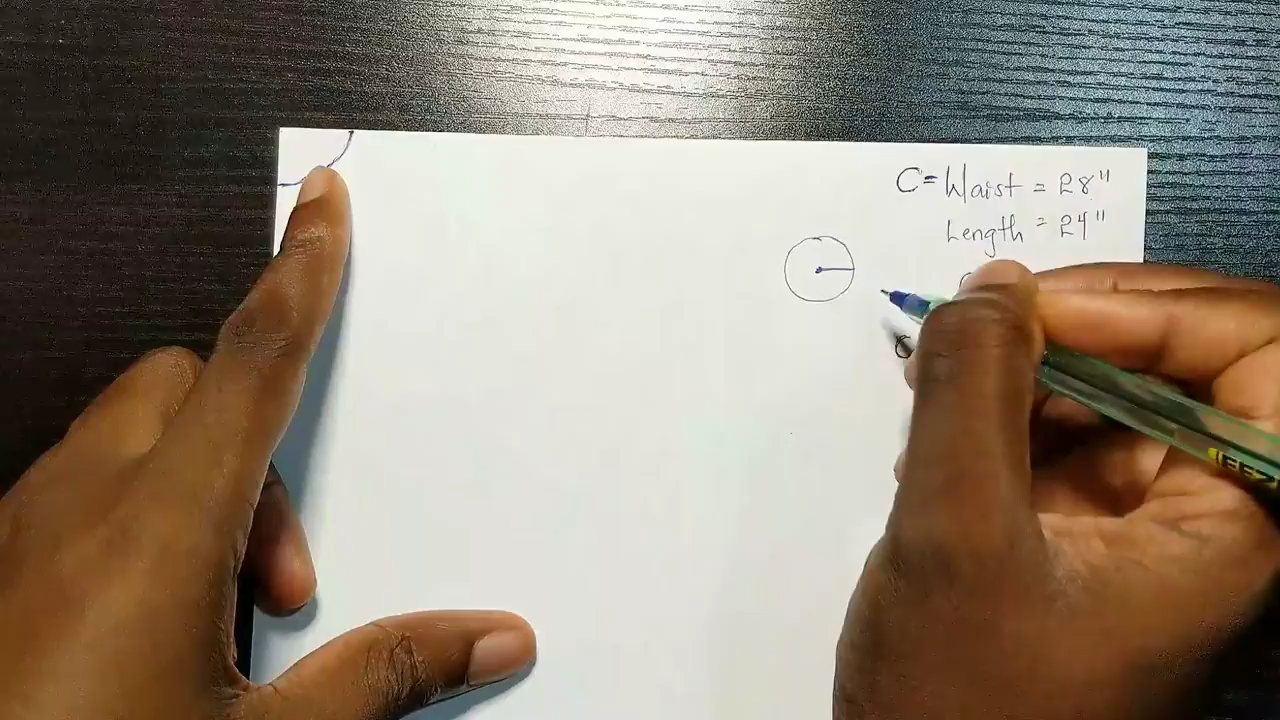 C = Waist = 28"
Length = 24"
C